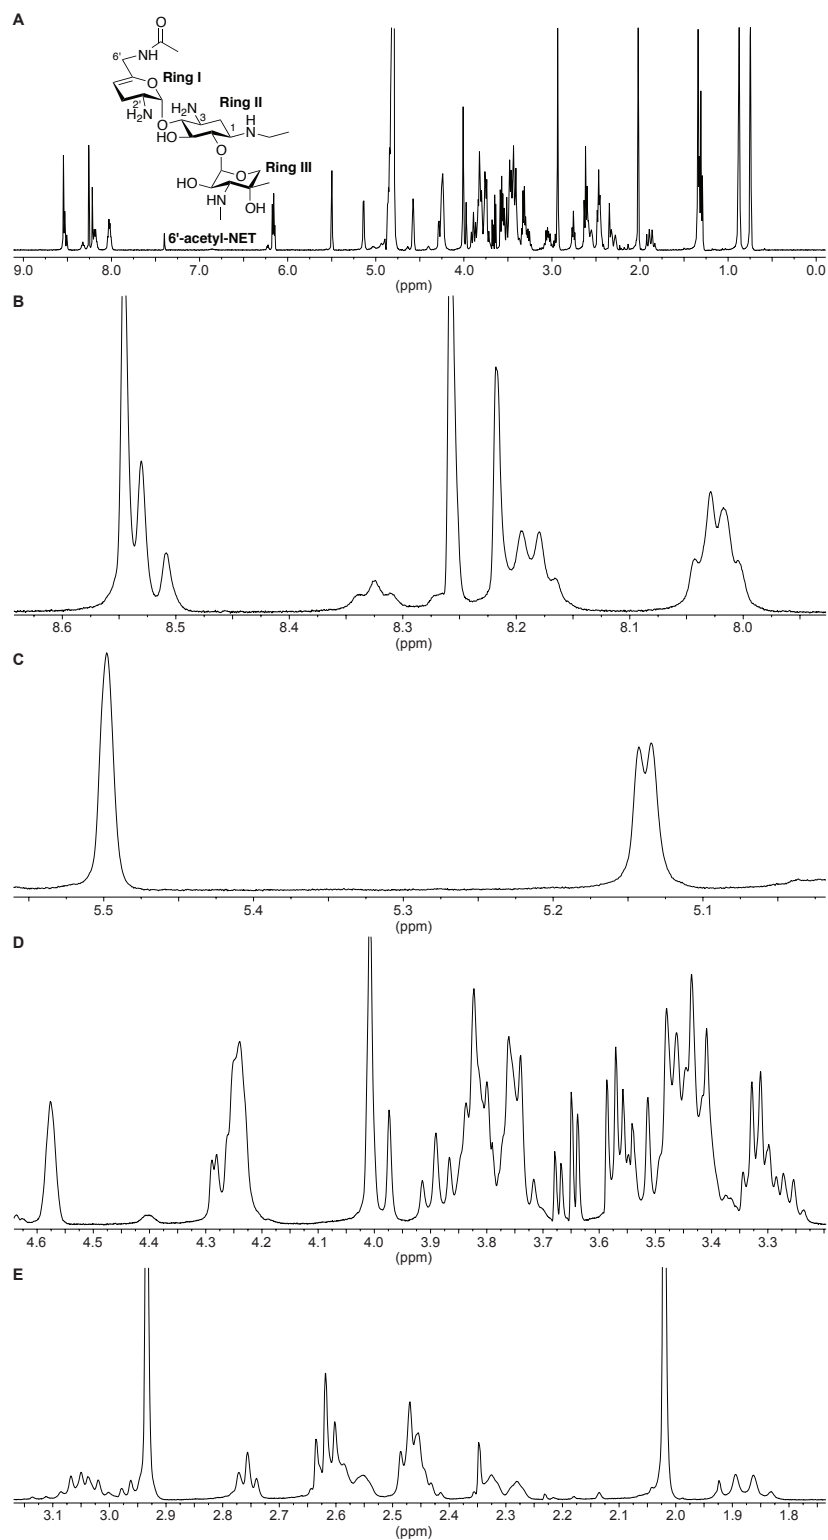 A
O
6'
NH
O
Ring I
2'
H2N
H2N
3
Ring II
O
1
H
N
HO
O
O
Ring III
HO
HN
OH
6'-acetyl-NET
9.0 8.0 7.0 6.0 5.0 4.0 3.0 2.0 1.0 0.0
(ppm)
B
8.6 8.5 8.4 8.3 8.2 8.1 8.0
(ppm)
C
5.5 5.4 5.3 5.2 5.1
(ppm)
D
4.6 4.5 4.4 4.3 4.2 4.1 4.0 3.9 3.8 3.7 3.6 3.5 3.4 3.3
(ppm)
E
3.1 3.0 2.9 2.8 2.7 2.6 2.5 2.4 2.3 2.2 2.1 2.0 1.9 1.8
(ppm)